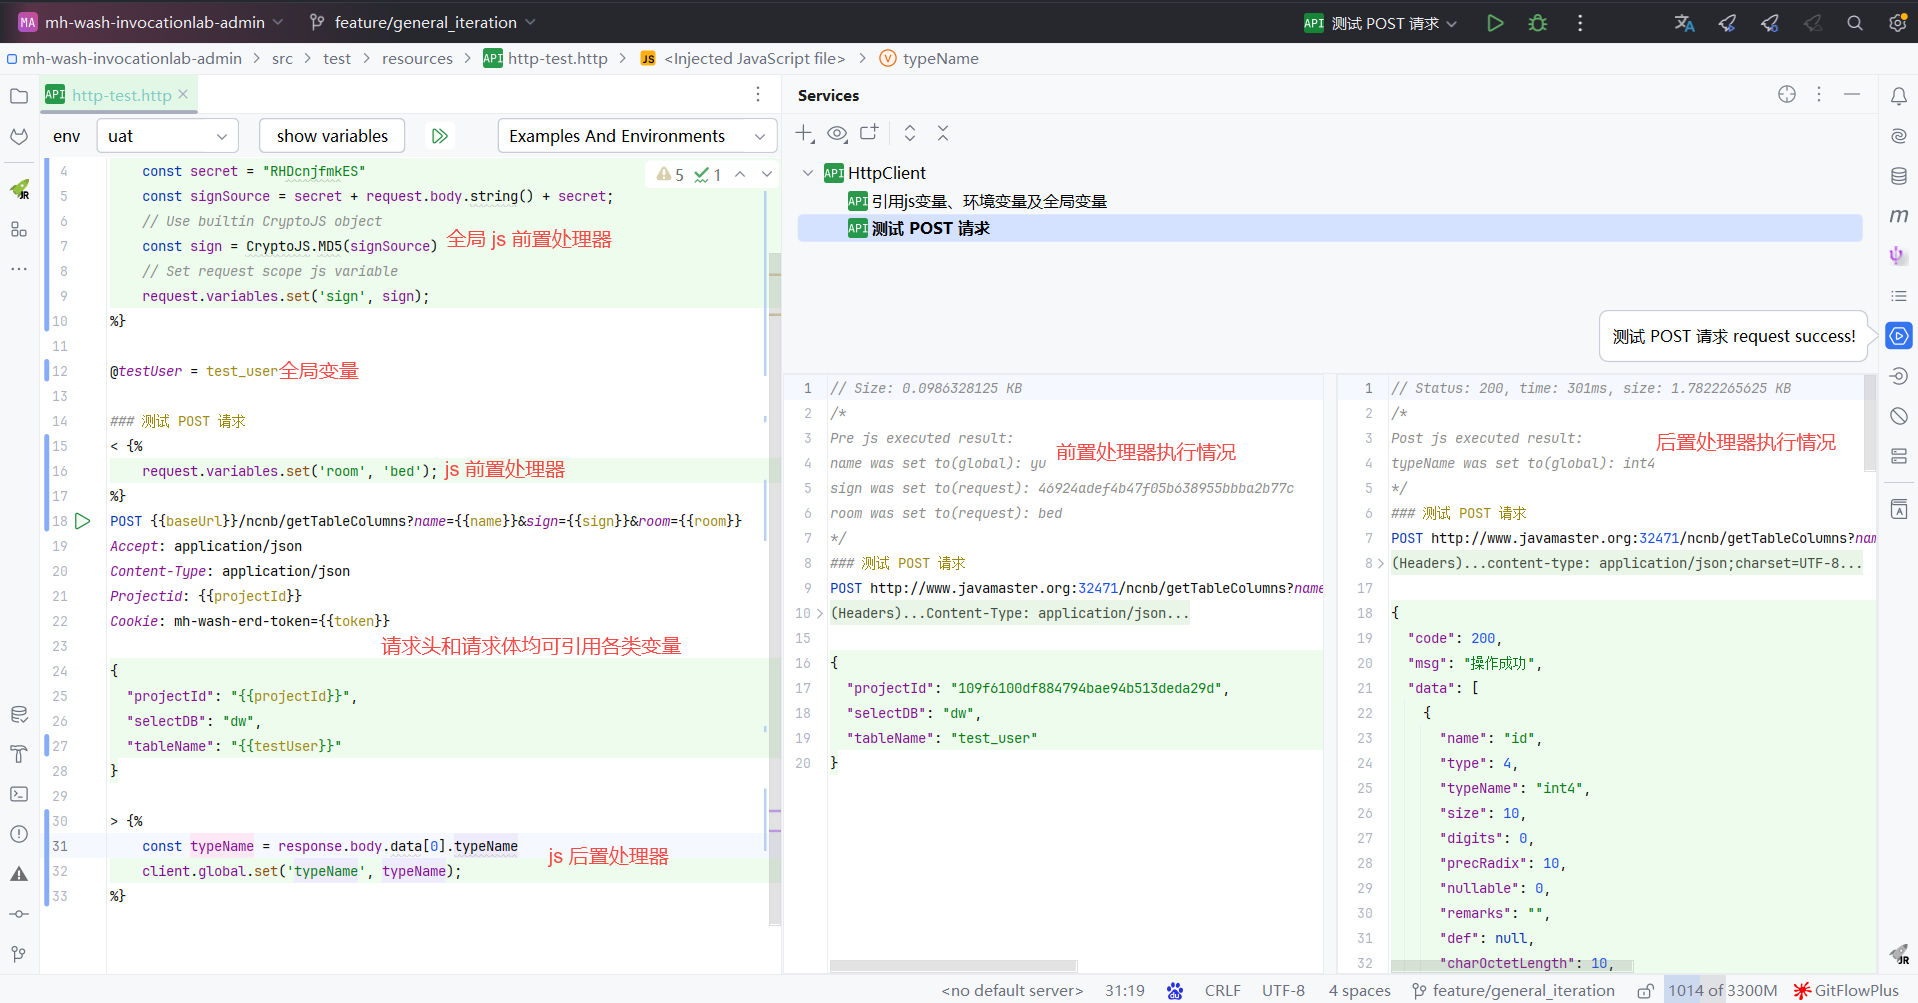 MA mh-wash-invocationlab-admin feature/general_iteration API 测试 POST 请求
mh-wash-invocationlab-admin > src > test > resources > API http-test.http > JS <Injected JavaScript file> > V typeName
API http-test.http
env uat show variables Examples And Environments
4 const secret = "RHDcnjfmkES"
5 1
5 const signSource = secret + request.body.string() + secret;
6 // Use builtin CryptoJS object
7 const sign = CryptoJS.MD5(signSource) 全局 js 前置处理器
8 // Set request scope js variable
9 request.variables.set('sign', sign);
10 %}
11
12 @testUser = test_user 全局变量
13
14 ### 测试 POST 请求
15 < {%
16 request.variables.set('room', 'bed'); js 前置处理器
17 %}
18 POST {{baseUrl}}/ncnb/getTableColumns?name={{name}}&sign={{sign}}&room={{room}}
19 Accept: application/json
20 Content-Type: application/json
21 Projectid: {{projectId}}
22 Cookie: mh-wash-erd-token={{token}}
23 请求头和请求体均可引用各类变量
24 {
25 "projectId": "{{projectId}}",
26 "selectDB": "dw",
27 "tableName": "{{testUser}}"
28 }
29
30 > {%
31 const typeName = response.body.data[0].typeName
js 后置处理器
32 client.global.set('typeName', typeName);
33 %}
Services
API HttpClient
API 引用js变量、环境变量及全局变量
API 测试 POST 请求
测试 POST 请求 request success!
1 // Size: 0.0986328125 KB
2 /*
3 Pre js executed result:
前置处理器执行情况
4 name was set to(global): yu
5 sign was set to(request): 46924adef4b47f05b638955bbba2b77c
6 room was set to(request): bed
7 */
8 ### 测试 POST 请求
9 POST http://www.javamaster.org:32471/ncnb/getTableColumns?name
10 (Headers)...Content-Type: application/json...
15
16 {
17 "projectId": "109f6100df884794bae94b513deda29d",
18 "selectDB": "dw",
19 "tableName": "test_user"
20 }
1 // Status: 200, time: 301ms, size: 1.7822265625 KB
2 /*
3 Post js executed result: 后置处理器执行情况
4 typeName was set to(global): int4
5 */
6 ### 测试 POST 请求
7 POST http://www.javamaster.org:32471/ncnb/getTableColumns?nam
8 (Headers)...content-type: application/json;charset=UTF-8...
17
18 {
19 "code": 200,
20 "msg": "操作成功",
21 "data": [
22 {
23 "name": "id",
24 "type": 4,
25 "typeName": "int4",
26 "size": 10,
27 "digits": 0,
28 "precRadix": 10,
29 "nullable": 0,
30 "remarks": "",
31 "def": null,
32 "charOctetLength": 10,
m
JR
JR
<no default server> 31:19 CRLF UTF-8 4 spaces feature/general_iteration 1014 of 3300M GitFlowPlus